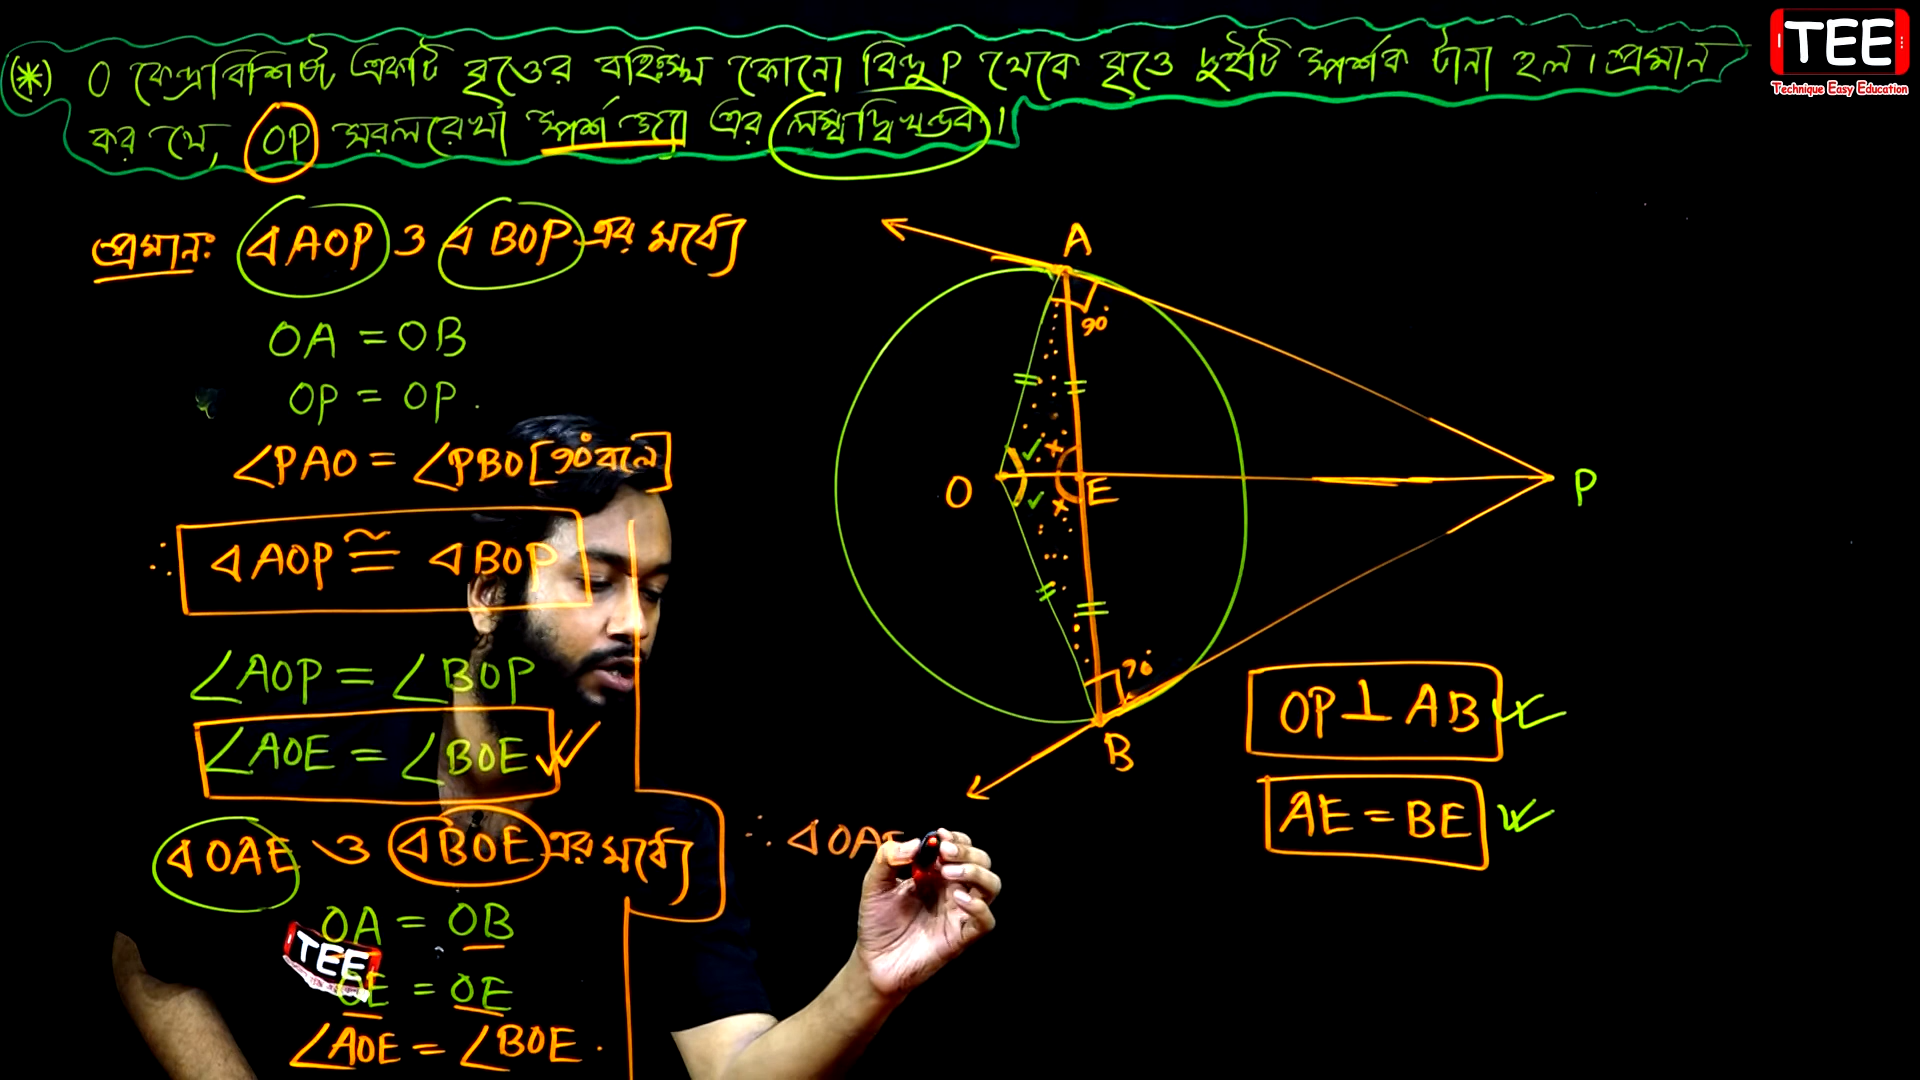 (*) O কেন্দ্রবিশিষ্ট একটি বৃত্তের বহিঃস্থ কোনো বিন্দু P থেকে বৃত্তে দুইটি স্পর্শক টানা হল। প্রমান
কর যে, OP সরলরেখা স্পর্শ জ্যা এর লম্বদ্বিখন্ডক।
TEE
Technique Easy Education
প্রমান: ⊲AOP ও ⊲BOP এর মধ্যে
OA = OB
OP = OP.
∠PAO = ∠PBO [90° বলে]
∴ ⊲AOP ≅ ⊲BOP
∠AOP = ∠BOP
∠AOE = ∠BOE ✓✓
⊲OAE ও ⊲BOE এর মধ্যে
OA = OB
OE = OE
∠AOE = ∠BOE.
TEE
∴ ⊲OAE
A
90°
O
E
P
90°
B
OP ⊥ AB
AE = BE